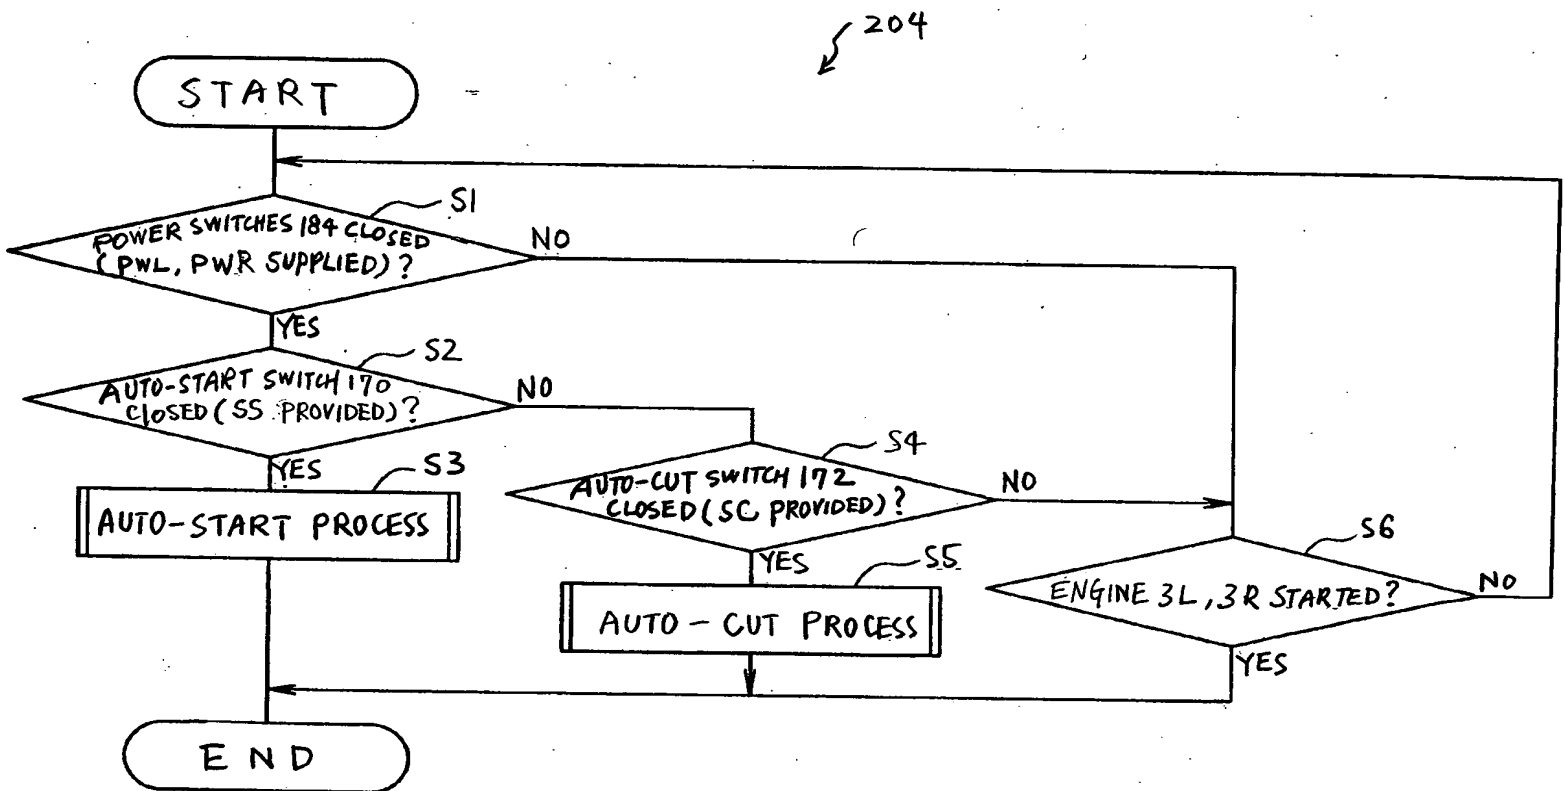 204
START
S1
POWER SWITCHES 184 CLOSED
(PWL, PWR SUPPLIED)?
NO
YES
S2
AUTO-START SWITCH 170
CLOSED (SS PROVIDED)?
NO
YES
S3
AUTO-START PROCESS
S4
AUTO-CUT SWITCH 172
CLOSED (SC PROVIDED)?
NO
YES
S5
AUTO-CUT PROCESS
S6
ENGINE 3L, 3R STARTED?
NO
YES
END